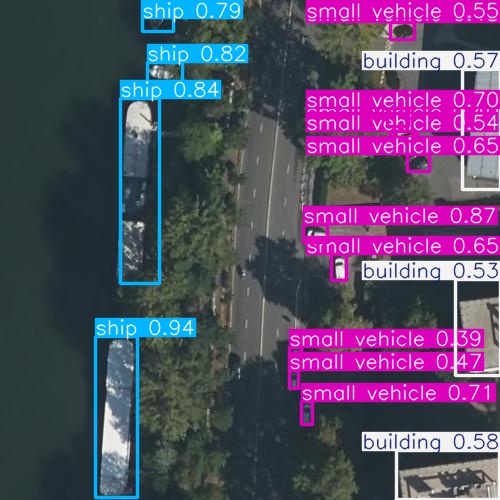 ship 0.79
small vehicle 0.55
ship 0.82
building 0.57
ship 0.84
small vehicle 0.70
small vehicle 0.54
small vehicle 0.65
small vehicle 0.87
small vehicle 0.65
building 0.53
ship 0.94
small vehicle 0.39
small vehicle 0.47
small vehicle 0.71
building 0.58